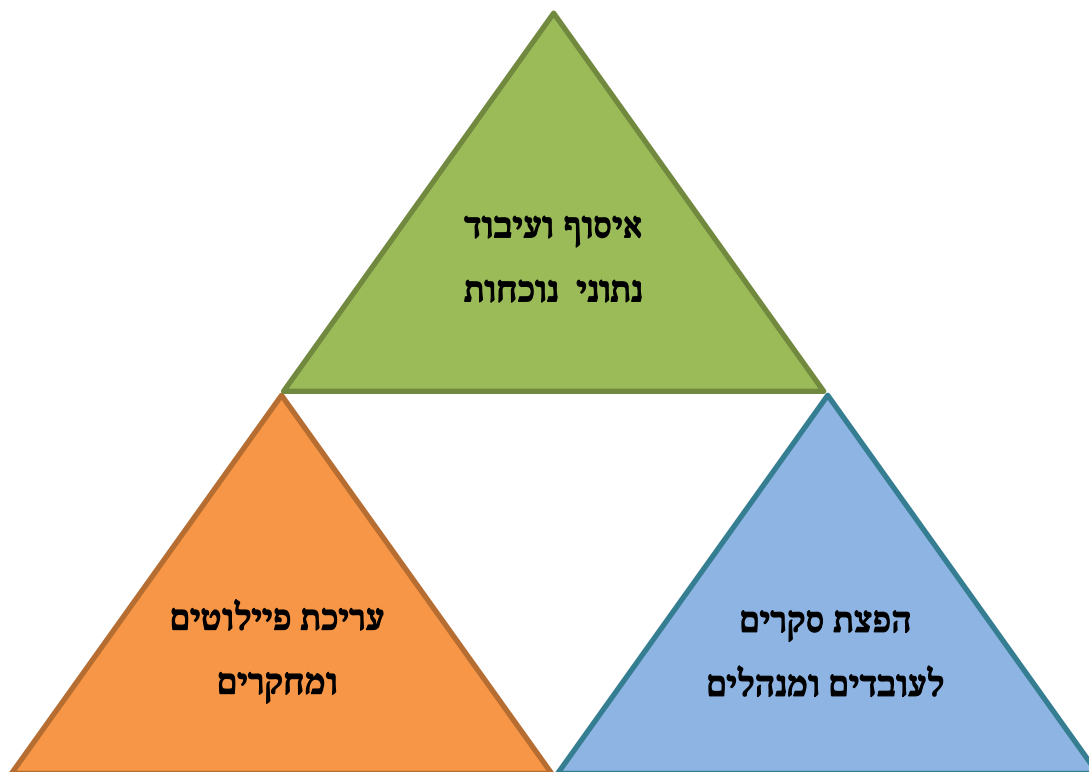 איסוף ועיבוד
נתוני נוכחות
הפצת סקרים
לעובדים ומנהלים
עריכת פיילוטים
ומחקרים